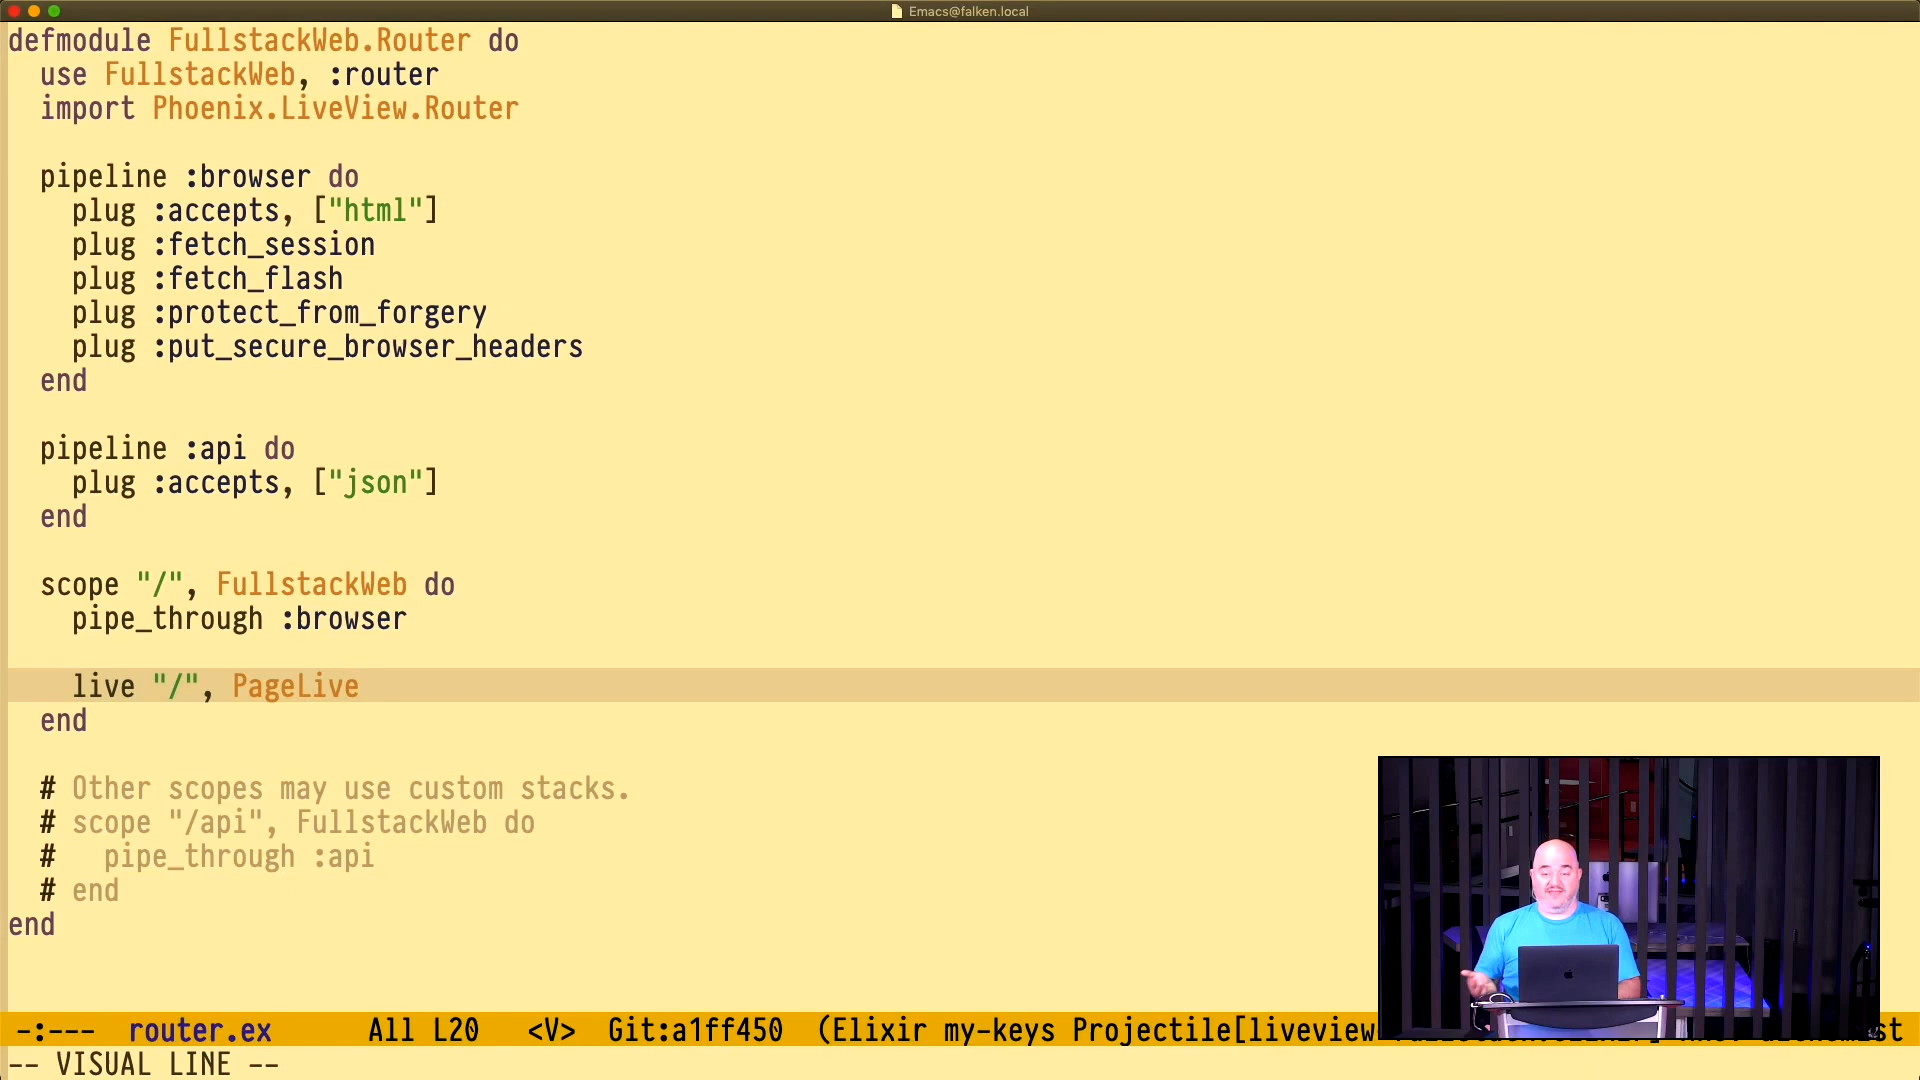 Emacs@falken.local
defmodule FullstackWeb.Router do
  use FullstackWeb, :router
  import Phoenix.LiveView.Router
  pipeline :browser do
    plug :accepts, ["html"]
    plug :fetch_session
    plug :fetch_flash
    plug :protect_from_forgery
    plug :put_secure_browser_headers
  end
  pipeline :api do
    plug :accepts, ["json"]
  end
  scope "/", FullstackWeb do
    pipe_through :browser
    live "/", PageLive
  end
  # Other scopes may use custom stacks.
  # scope "/api", FullstackWeb do
  #   pipe_through :api
  # end
end
-:---  router.ex      All L20   <V>  Git:a1ff450  (Elixir my-keys Projectile[liveview
-- VISUAL LINE --